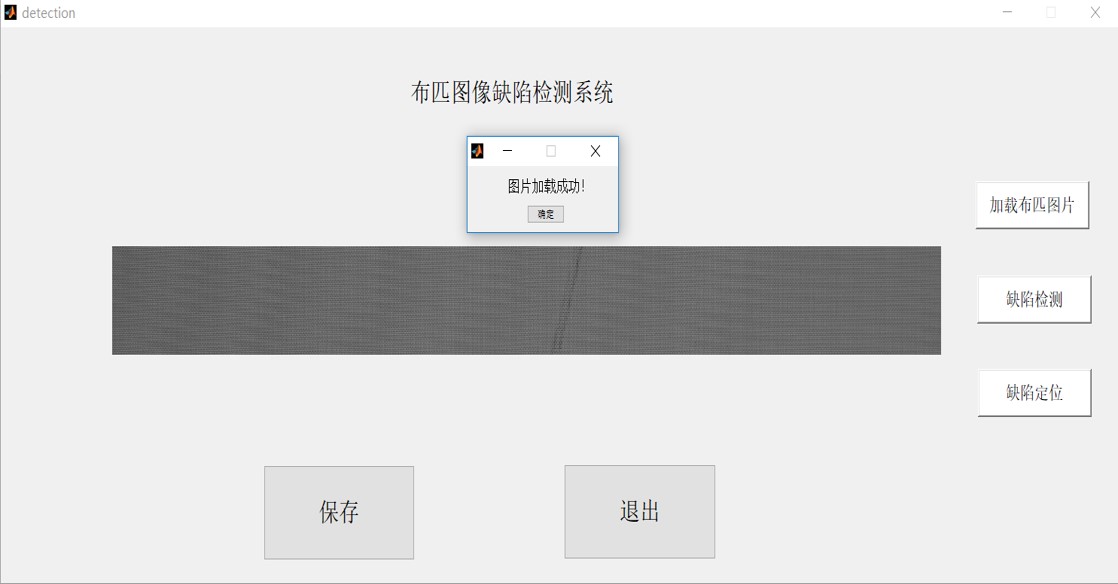 detection
布匹图像缺陷检测系统
图片加载成功!
确定
加载布匹图片
缺陷检测
缺陷定位
保存
退出